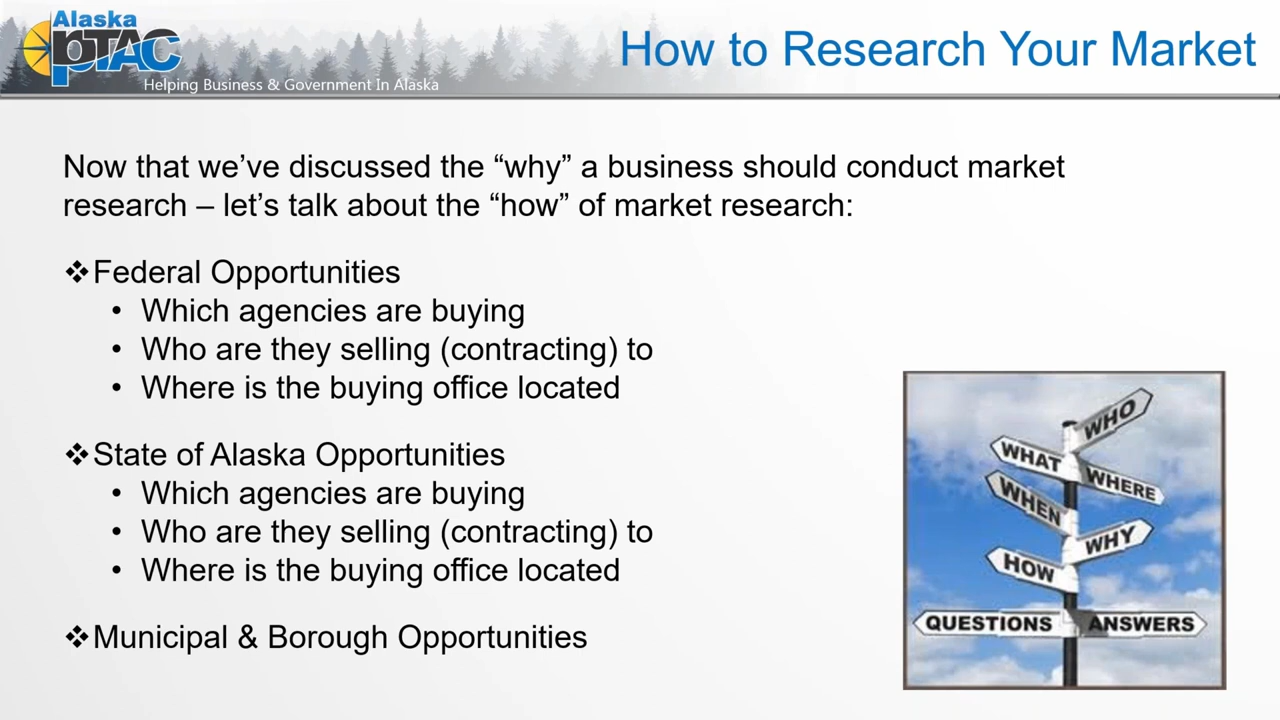 Alaska
PTAC
Helping Business & Government In Alaska
How to Research Your Market
Now that we’ve discussed the “why” a business should conduct market
research – let’s talk about the “how” of market research:
❖Federal Opportunities
• Which agencies are buying
• Who are they selling (contracting) to
• Where is the buying office located
❖State of Alaska Opportunities
• Which agencies are buying
• Who are they selling (contracting) to
• Where is the buying office located
❖Municipal & Borough Opportunities
WHO
WHAT
WHERE
WHEN
WHY
HOW
QUESTIONS ANSWERS